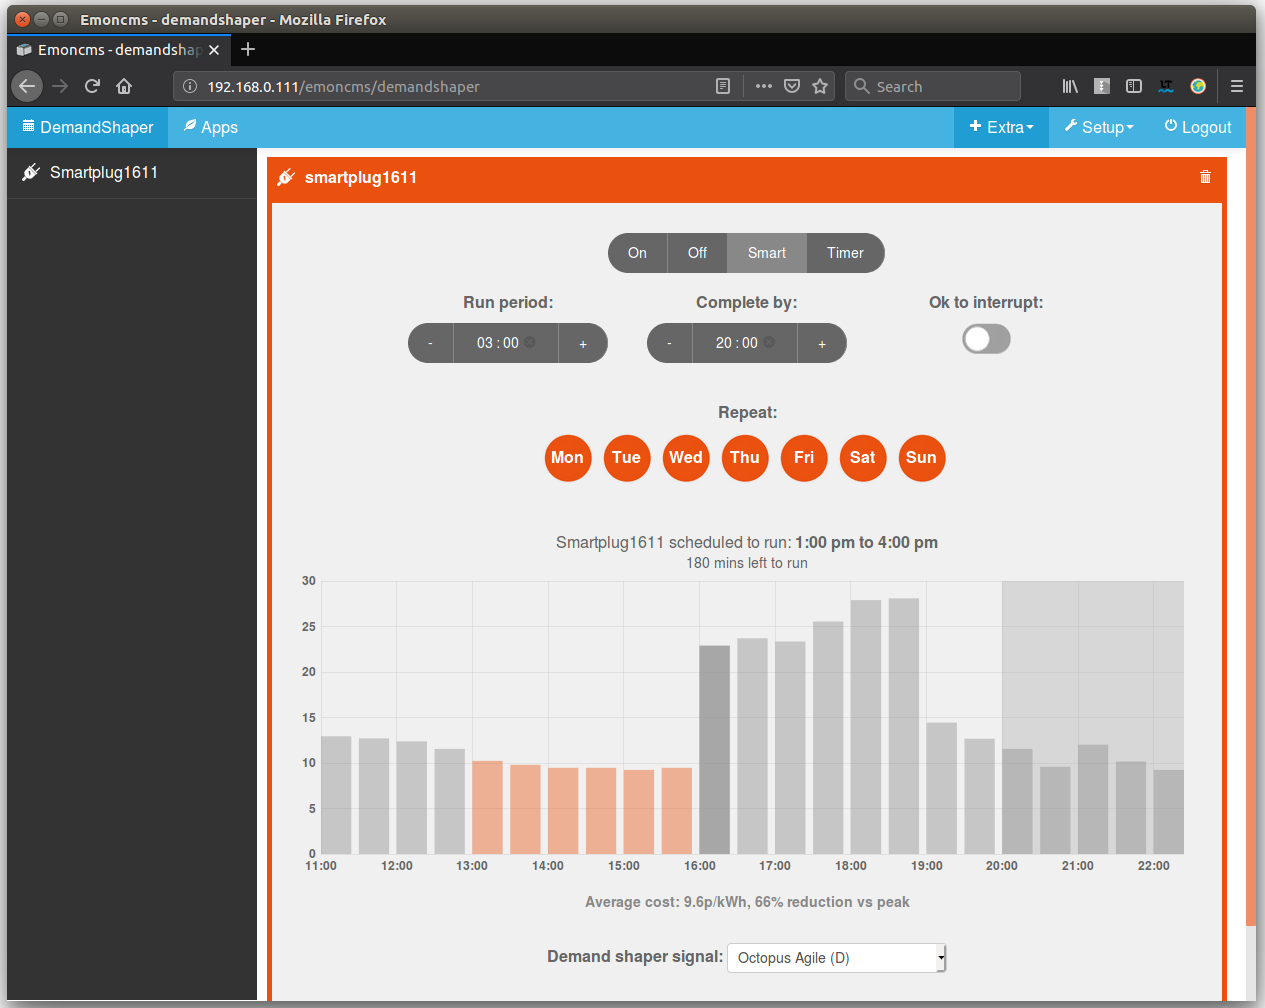 Emoncms - demandshaper - Mozilla Firefox
Emoncms - demandshap
192.168.0.111/emoncms/demandshaper
Search
DemandShaper Apps Extra Setup Logout
Smartplug1611
smartplug1611
On Off Smart Timer
Run period: Complete by: Ok to interrupt:
- 03 : 00 + - 20 : 00 +
Repeat:
Mon Tue Wed Thu Fri Sat Sun
Smartplug1611 scheduled to run: 1:00 pm to 4:00 pm
180 mins left to run
30
25
20
15
10
5
0
11:00 12:00 13:00 14:00 15:00 16:00 17:00 18:00 19:00 20:00 21:00 22:00
Average cost: 9.6p/kWh, 66% reduction vs peak
Demand shaper signal: Octopus Agile (D)